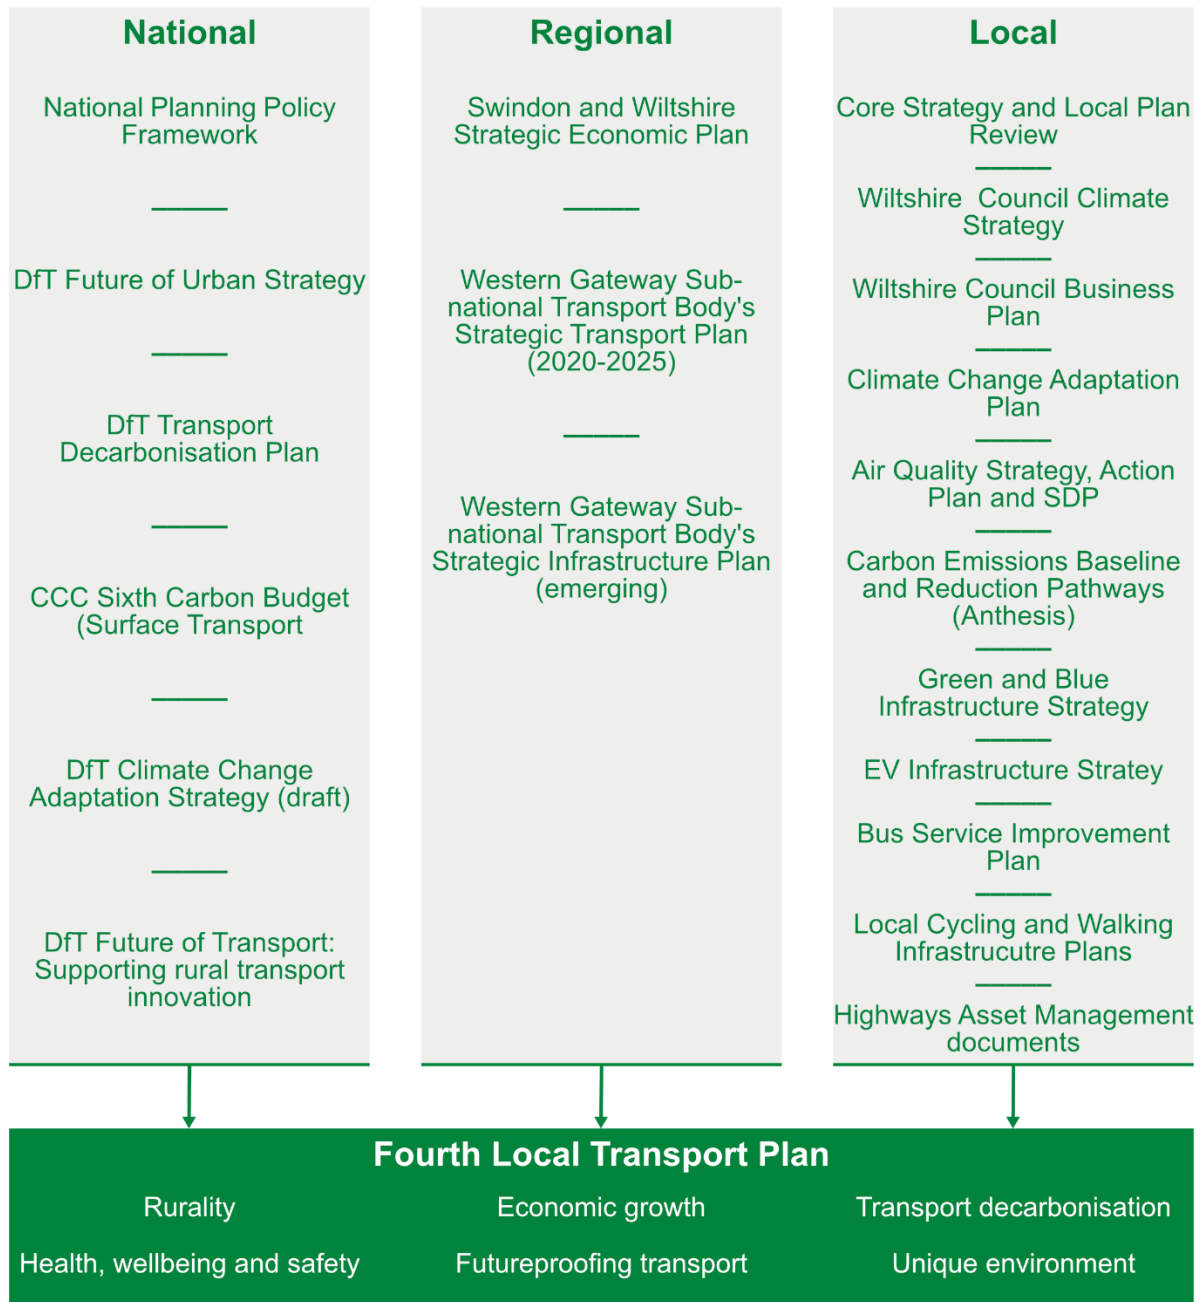 National
National Planning Policy
Framework
DfT Future of Urban Strategy
DfT Transport
Decarbonisation Plan
CCC Sixth Carbon Budget
(Surface Transport
DfT Climate Change
Adaptation Strategy (draft)
DfT Future of Transport:
Supporting rural transport
innovation
Regional
Swindon and Wiltshire
Strategic Economic Plan
Western Gateway Sub-
national Transport Body's
Strategic Transport Plan
(2020-2025)
Western Gateway Sub-
national Transport Body's
Strategic Infrastructure Plan
(emerging)
Local
Core Strategy and Local Plan
Review
Wiltshire  Council Climate
Strategy
Wiltshire Council Business
Plan
Climate Change Adaptation
Plan
Air Quality Strategy, Action
Plan and SDP
Carbon Emissions Baseline
and Reduction Pathways
(Anthesis)
Green and Blue
Infrastructure Strategy
EV Infrastructure Stratey
Bus Service Improvement
Plan
Local Cycling and Walking
Infrastrucutre Plans
Highways Asset Management
documents
Fourth Local Transport Plan
Rurality
Economic growth
Transport decarbonisation
Health, wellbeing and safety
Futureproofing transport
Unique environment